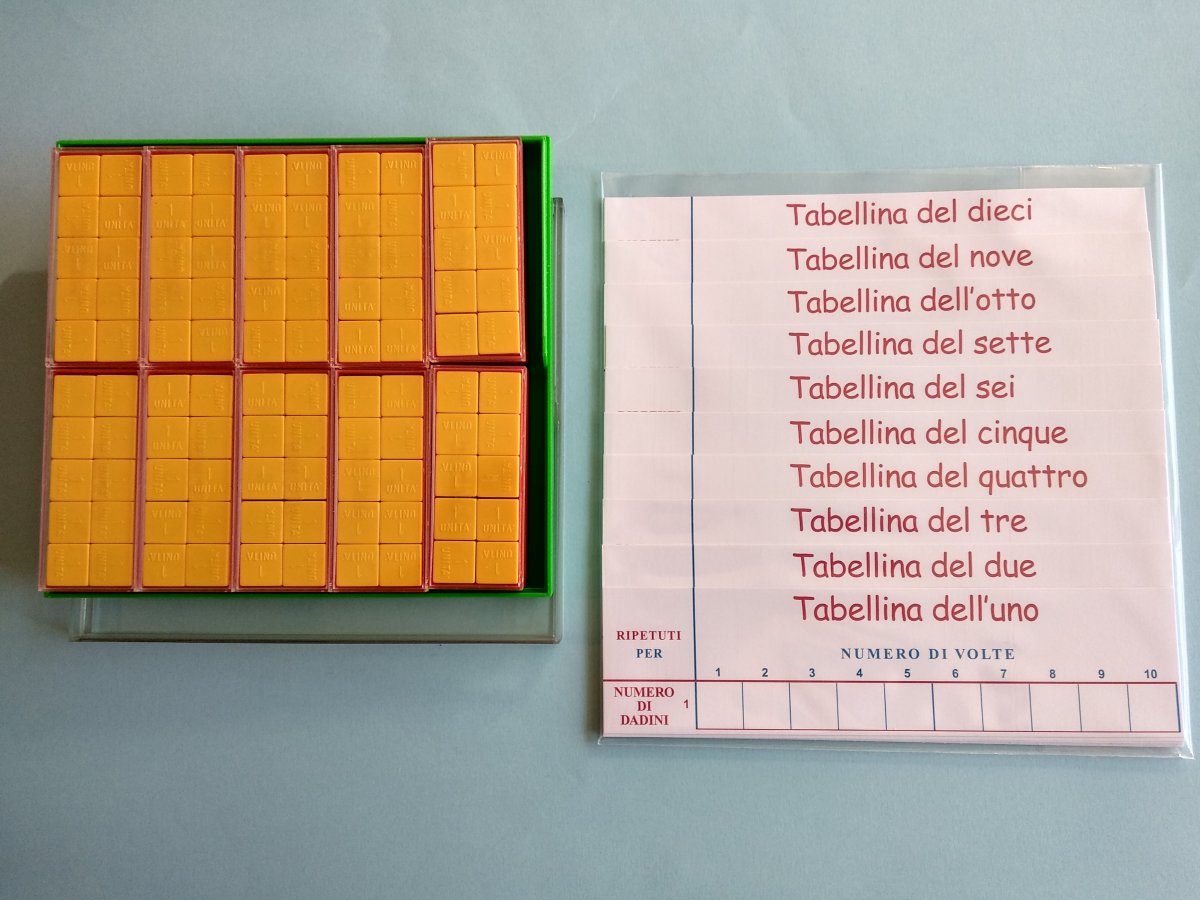 Tabellina del dieci
Tabellina del nove
Tabellina dell'otto
Tabellina del sette
Tabellina del sei
Tabellina del cinque
Tabellina del quattro
Tabellina del tre
Tabellina del due
Tabellina dell'uno
RIPETUTI
PER
NUMERO DI VOLTE
1 2 3 4 5 6 7 8 9 10
NUMERO
DI
DADINI
1
1
UNITA'